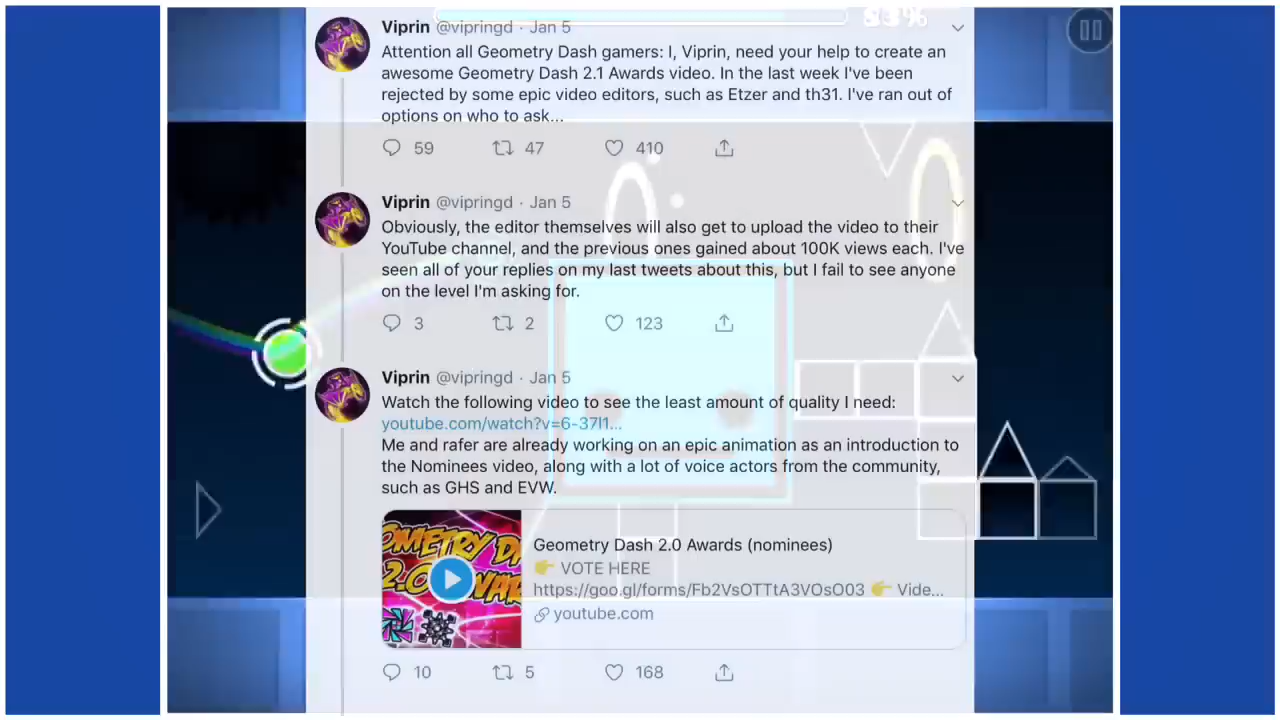 33%
Viprin @vipringd · Jan 5
Attention all Geometry Dash gamers: I, Viprin, need your help to create an
awesome Geometry Dash 2.1 Awards video. In the last week I've been
rejected by some epic video editors, such as Etzer and th31. I've ran out of
options on who to ask...
59 47 410
Viprin @vipringd · Jan 5
Obviously, the editor themselves will also get to upload the video to their
YouTube channel, and the previous ones gained about 100K views each. I've
seen all of your replies on my last tweets about this, but I fail to see anyone
on the level I'm asking for.
3 2 123
Viprin @vipringd · Jan 5
Watch the following video to see the least amount of quality I need:
youtube.com/watch?v=6-37l1...
Me and rafer are already working on an epic animation as an introduction to
the Nominees video, along with a lot of voice actors from the community,
such as GHS and EVW.
Geometry Dash 2.0 Awards (nominees)
👉 VOTE HERE
https://goo.gl/forms/Fb2VsOTTtA3VOsO03 👉 Vide...
youtube.com
10 5 168